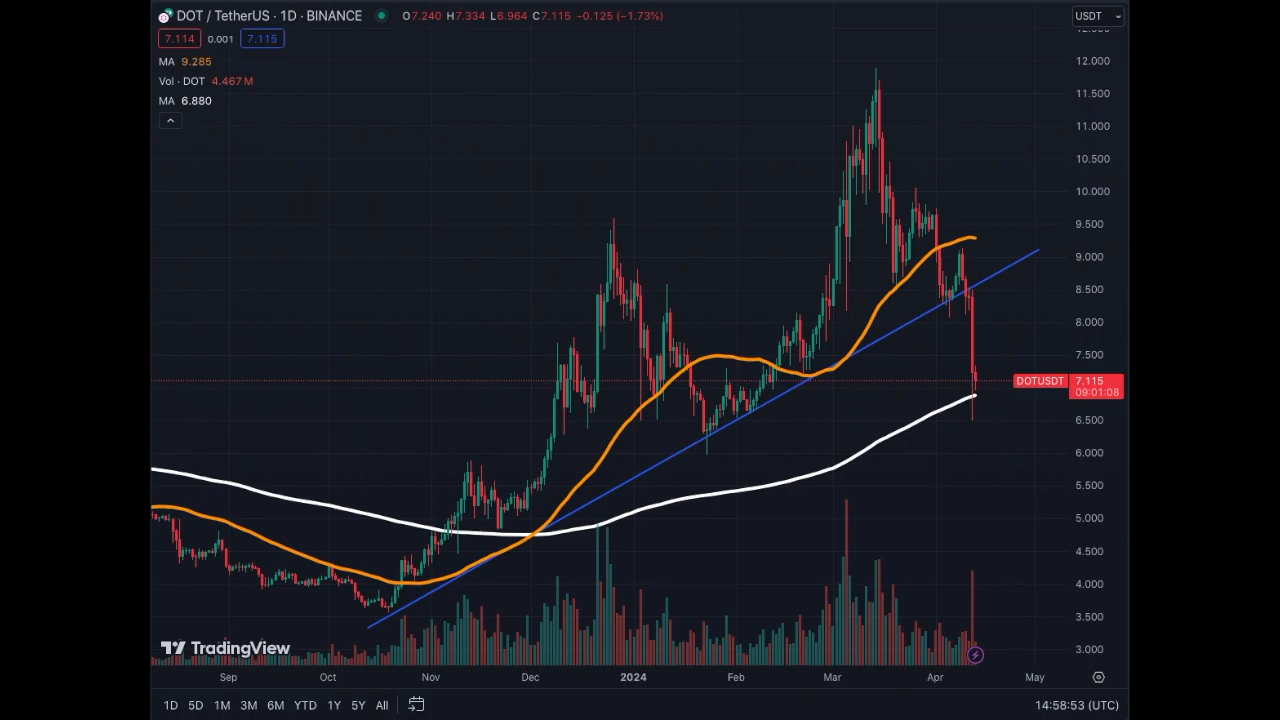 DOT / TetherUS · 1D · BINANCE O7.240 H7.334 L6.964 C7.115 −0.125 (−1.73%)
USDT
7.114 0.001 7.115
MA 9.285
Vol · DOT 4.467 M
MA 6.880
12.000
11.500
11.000
10.500
10.000
9.500
9.000
8.500
8.000
7.500
DOTUSDT 7.115
09:01:08
6.500
6.000
5.500
5.000
4.500
4.000
3.500
3.000
TradingView
Sep Oct Nov Dec 2024 Feb Mar Apr May
1D 5D 1M 3M 6M YTD 1Y 5Y All 14:58:53 (UTC)